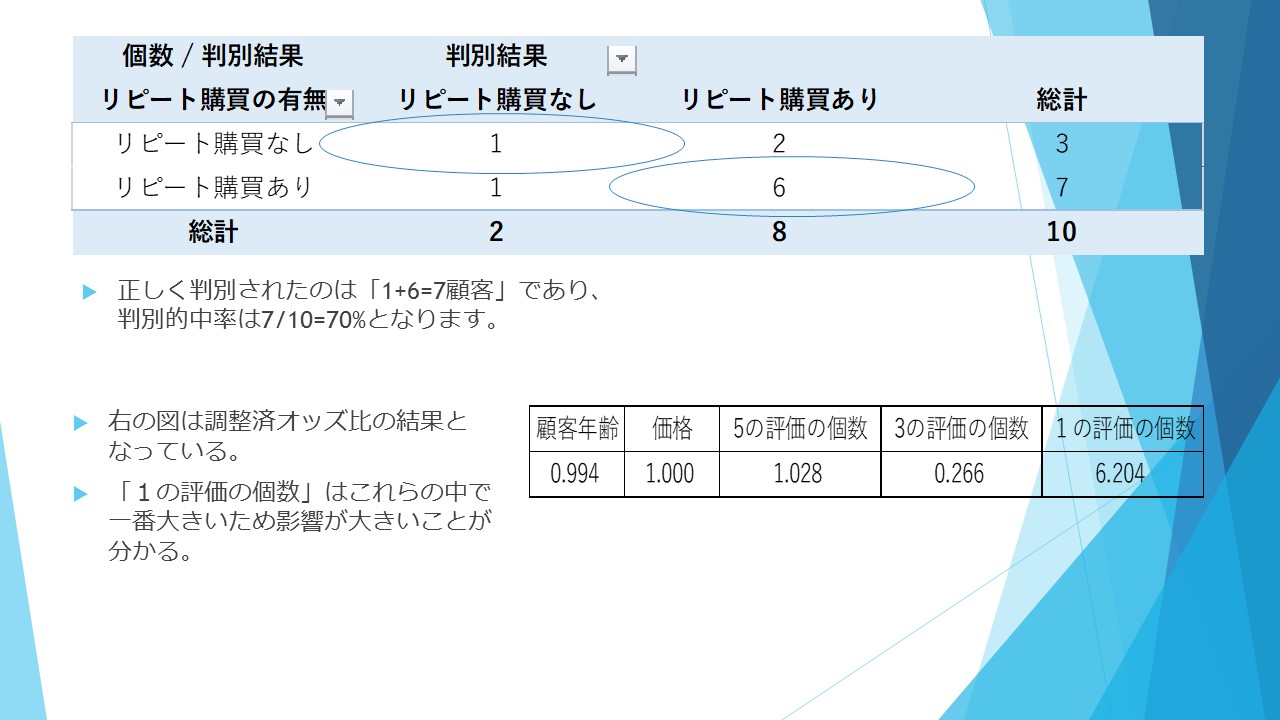 個数 / 判別結果 判別結果
リピート購買の有無 リピート購買なし リピート購買あり 総計
リピート購買なし 1 2 3
リピート購買あり 1 6 7
総計 2 8 10
正しく判別されたのは「1+6=7顧客」であり、
判別的中率は7/10=70%となります。
右の図は調整済オッズ比の結果と
なっている。
「１の評価の個数」はこれらの中で
一番大きいため影響が大きいことが
分かる。
顧客年齢 価格 5の評価の個数 3の評価の個数 １の評価の個数
0.994 1.000 1.028 0.266 6.204